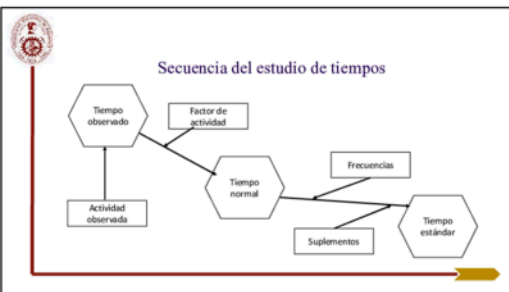 Secuencia del estudio de tiempos
Tiempo
observado
Factor de
actividad
Frecuencias
Tiempo
normal
Actividad
observada
Tiempo
estándar
Suplementos